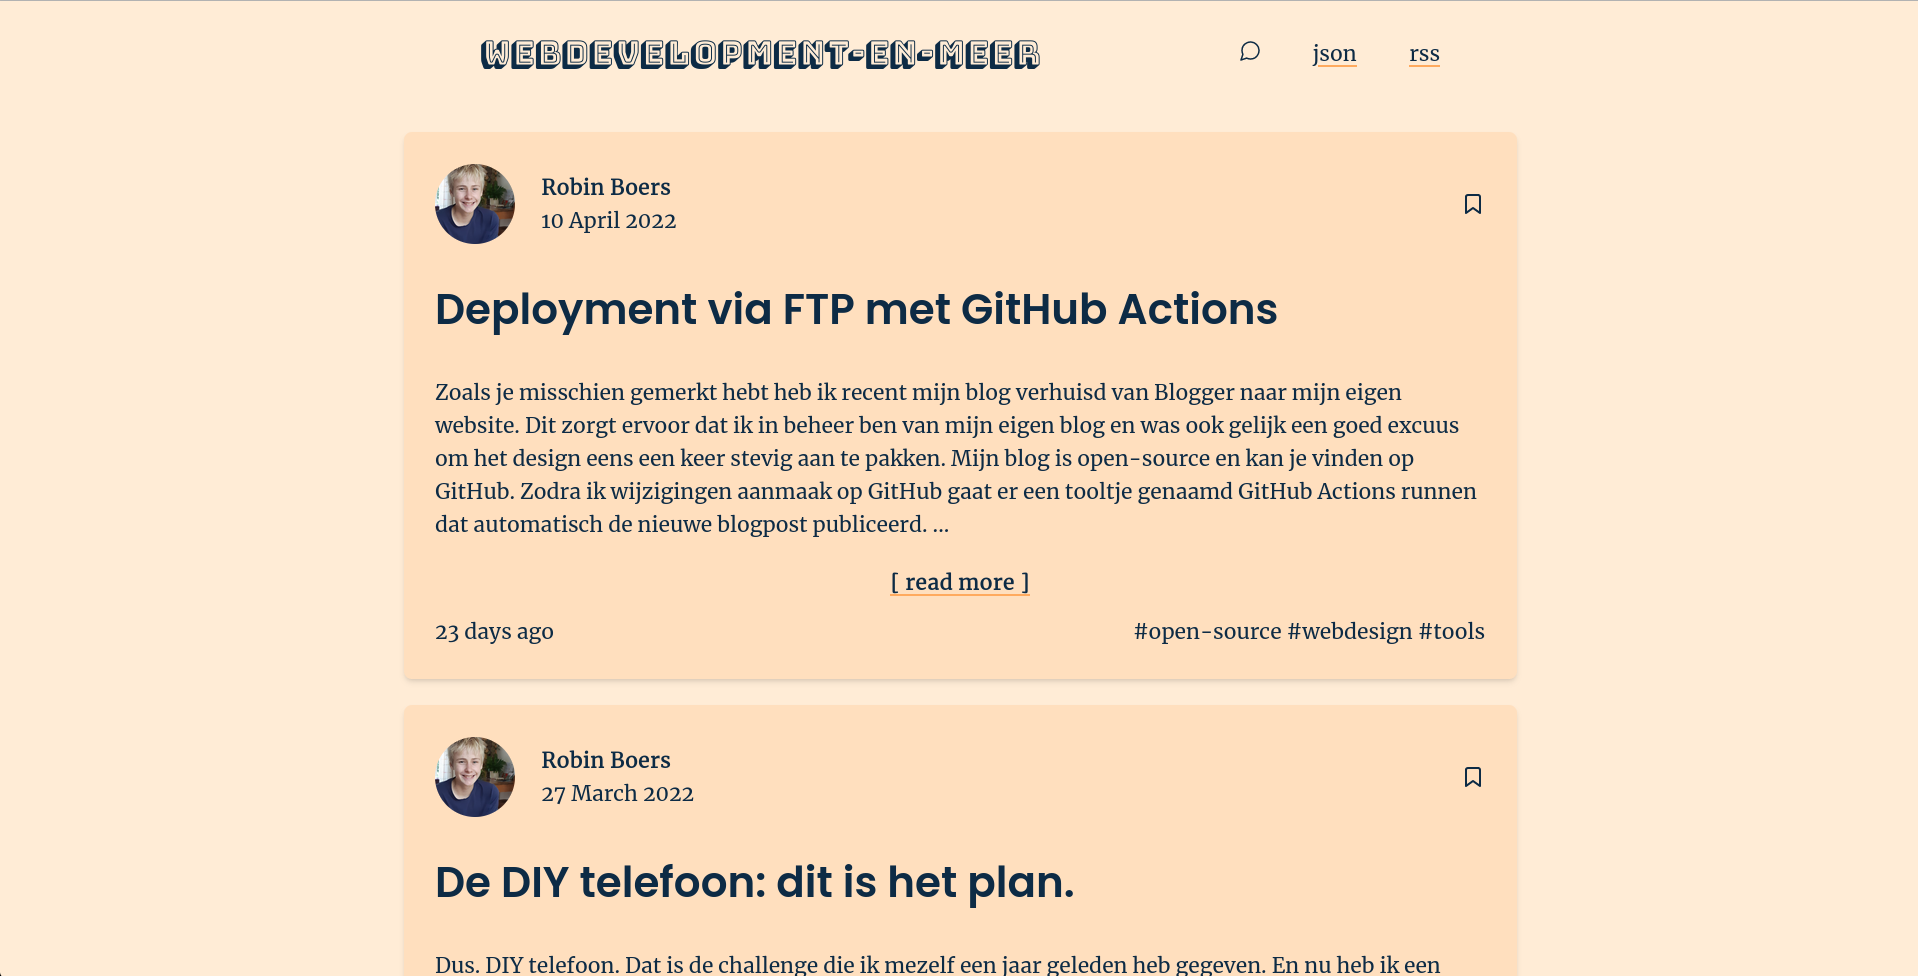 WEBDEVELOPMENT-EN-MEER
json
rss
Robin Boers
10 April 2022
Deployment via FTP met GitHub Actions
Zoals je misschien gemerkt hebt heb ik recent mijn blog verhuisd van Blogger naar mijn eigen
website. Dit zorgt ervoor dat ik in beheer ben van mijn eigen blog en was ook gelijk een goed excuus
om het design eens een keer stevig aan te pakken. Mijn blog is open-source en kan je vinden op
GitHub. Zodra ik wijzigingen aanmaak op GitHub gaat er een tooltje genaamd GitHub Actions runnen
dat automatisch de nieuwe blogpost publiceerd. ...
[ read more ]
23 days ago
#open-source #webdesign #tools
Robin Boers
27 March 2022
De DIY telefoon: dit is het plan.
Dus. DIY telefoon. Dat is de challenge die ik mezelf een jaar geleden heb gegeven. En nu heb ik een